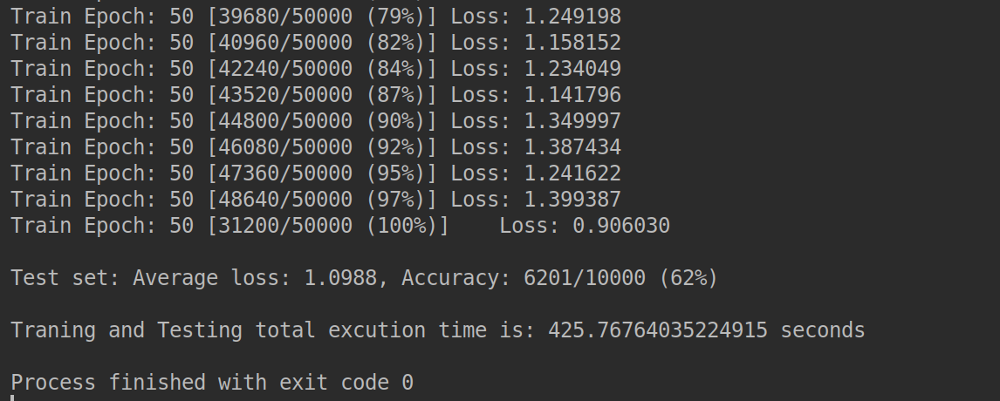 Train Epoch: 50 [39680/50000 (79%)] Loss: 1.249198
Train Epoch: 50 [40960/50000 (82%)] Loss: 1.158152
Train Epoch: 50 [42240/50000 (84%)] Loss: 1.234049
Train Epoch: 50 [43520/50000 (87%)] Loss: 1.141796
Train Epoch: 50 [44800/50000 (90%)] Loss: 1.349997
Train Epoch: 50 [46080/50000 (92%)] Loss: 1.387434
Train Epoch: 50 [47360/50000 (95%)] Loss: 1.241622
Train Epoch: 50 [48640/50000 (97%)] Loss: 1.399387
Train Epoch: 50 [31200/50000 (100%)]    Loss: 0.906030
Test set: Average loss: 1.0988, Accuracy: 6201/10000 (62%)
Traning and Testing total excution time is: 425.76764035224915 seconds
Process finished with exit code 0